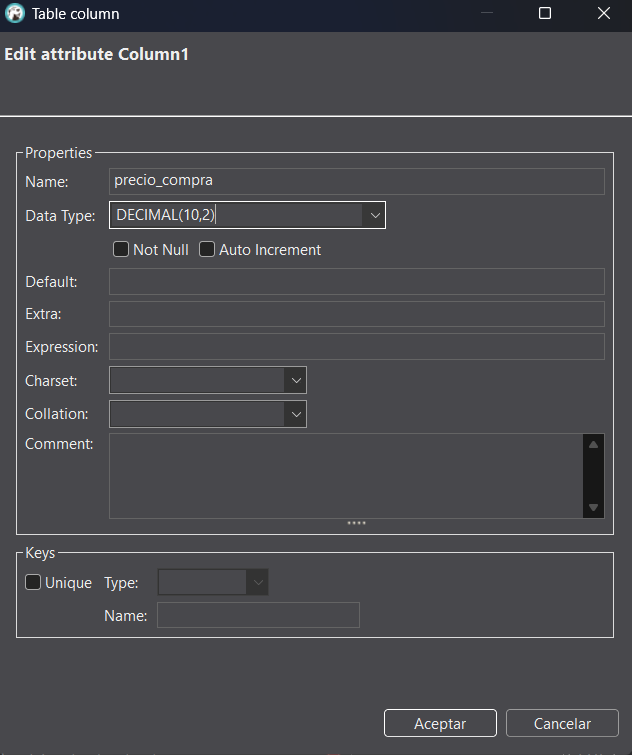 Table column
Edit attribute Column1
Properties
Name: precio_compra
Data Type: DECIMAL(10,2)
Not Null Auto Increment
Default:
Extra:
Expression:
Charset:
Collation:
Comment:
Keys
Unique Type:
Name:
Aceptar Cancelar